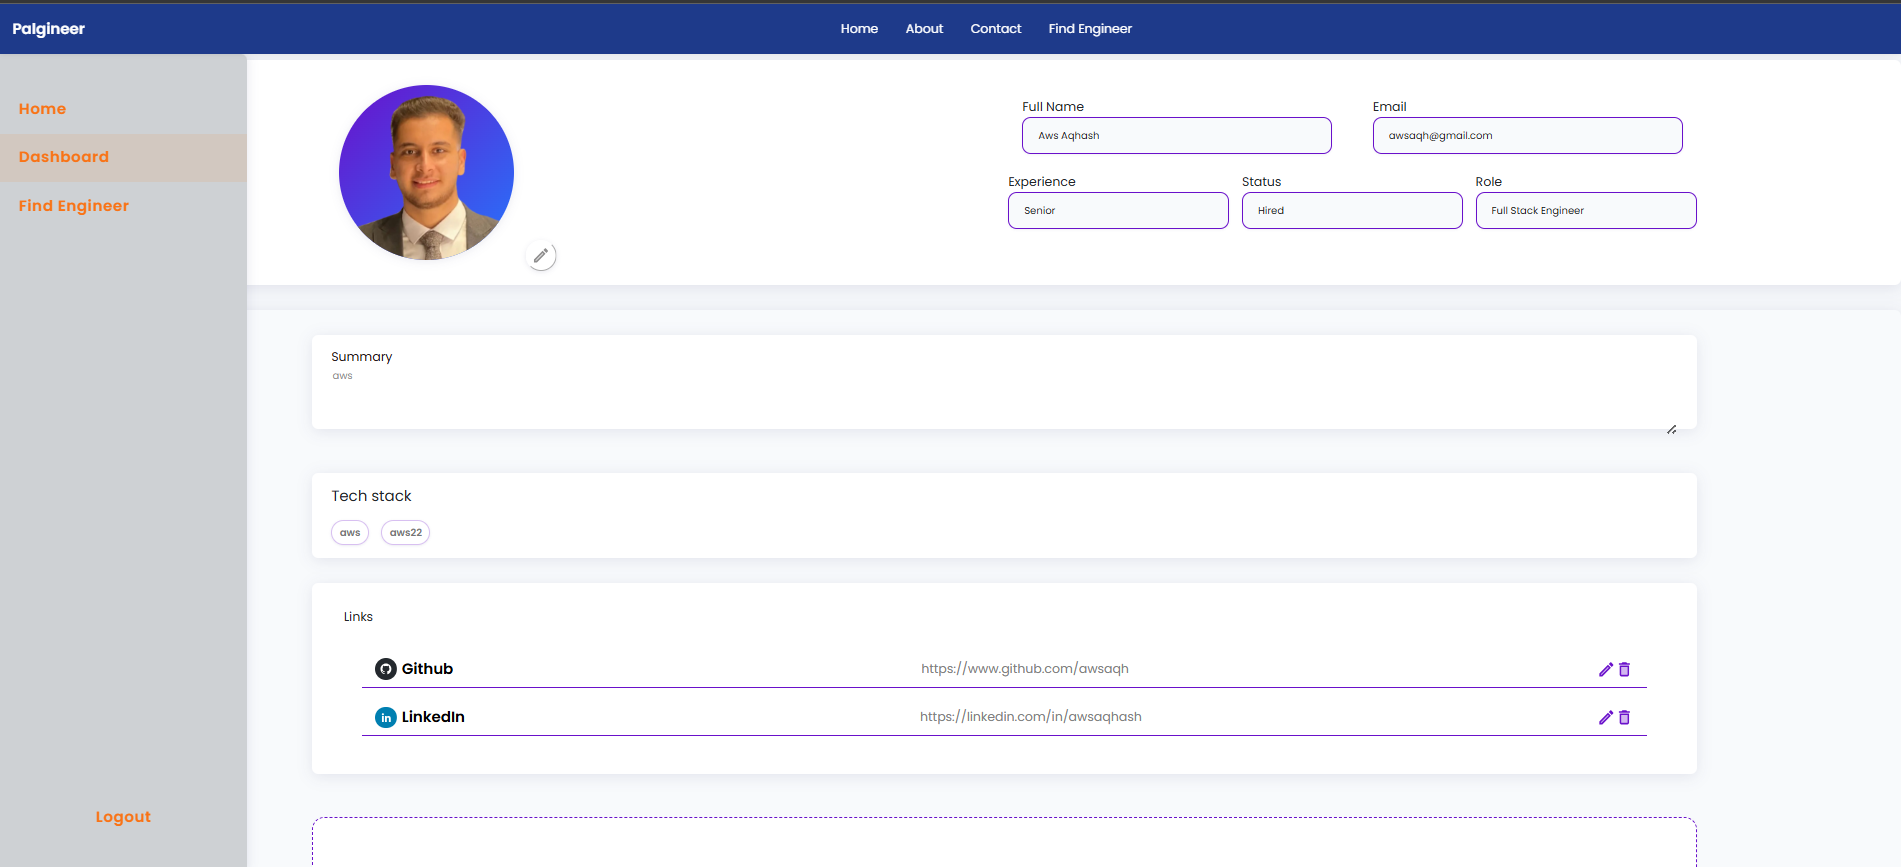 Palgineer
Home About Contact Find Engineer
Home
Dashboard
Find Engineer
Logout
Full Name Email
Aws Aqhash awsaqh@gmail.com
Experience Status Role
Senior Hired Full Stack Engineer
Summary
aws
Tech stack
aws aws22
Links
Github https://www.github.com/awsaqh
in LinkedIn https://linkedin.com/in/awsaqhash